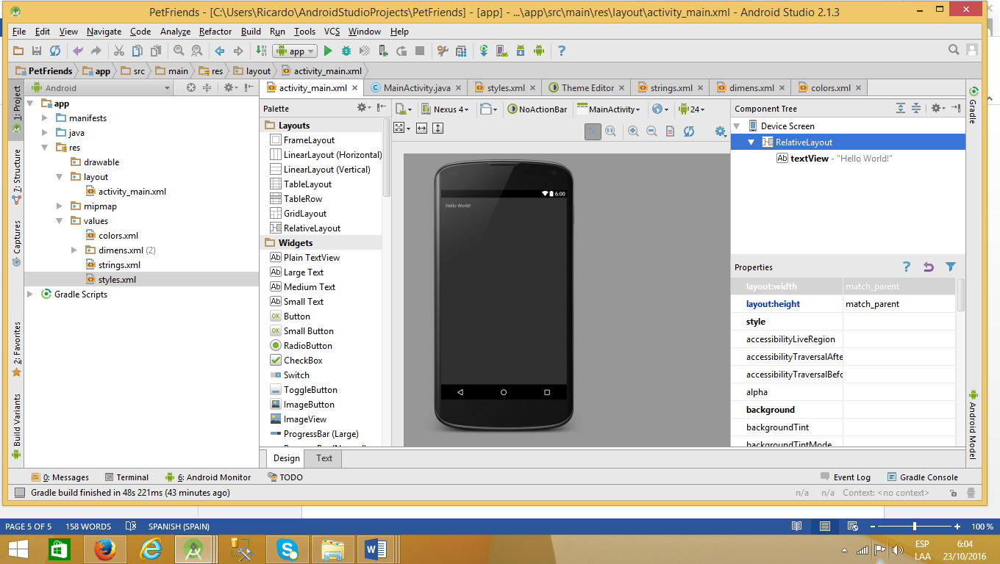 PetFriends - [C:\Users\Ricardo\AndroidStudioProjects\PetFriends] - [app] - ...\app\src\main\res\layout\activity_main.xml - Android Studio 2.1.3
File Edit View Navigate Code Analyze Refactor Build Run Tools VCS Window Help
app
PetFriends app src main res layout activity_main.xml
1: Project
7: Structure
Captures
2: Favorites
Build Variants
Android
app
manifests
java
res
drawable
layout
activity_main.xml
mipmap
values
colors.xml
dimens.xml (2)
strings.xml
styles.xml
Gradle Scripts
activity_main.xml MainActivity.java styles.xml Theme Editor strings.xml dimens.xml colors.xml
Palette
Layouts
FrameLayout
LinearLayout (Horizontal)
LinearLayout (Vertical)
TableLayout
TableRow
GridLayout
RelativeLayout
Widgets
Plain TextView
Large Text
Medium Text
Small Text
Button
Small Button
RadioButton
CheckBox
Switch
ToggleButton
ImageButton
ImageView
ProgressBar (Large)
Nexus 4 NoActionBar MainActivity 24
6:00
Hello World!
Component Tree
Device Screen
RelativeLayout
Ab textView - "Hello World!"
Properties
layout:width match_parent
layout:height match_parent
style
accessibilityLiveRegion
accessibilityTraversalAfte
accessibilityTraversalBefo
alpha
background
backgroundTint
backgroundTintMode
Gradle
Android Model
Design Text
0: Messages Terminal 6: Android Monitor TODO Event Log Gradle Console
Gradle build finished in 48s 221ms (43 minutes ago) n/a n/a Context: <no context>
PAGE 5 OF 5 158 WORDS SPANISH (SPAIN) 100 %
ESP 6:04
LAA 23/10/2016